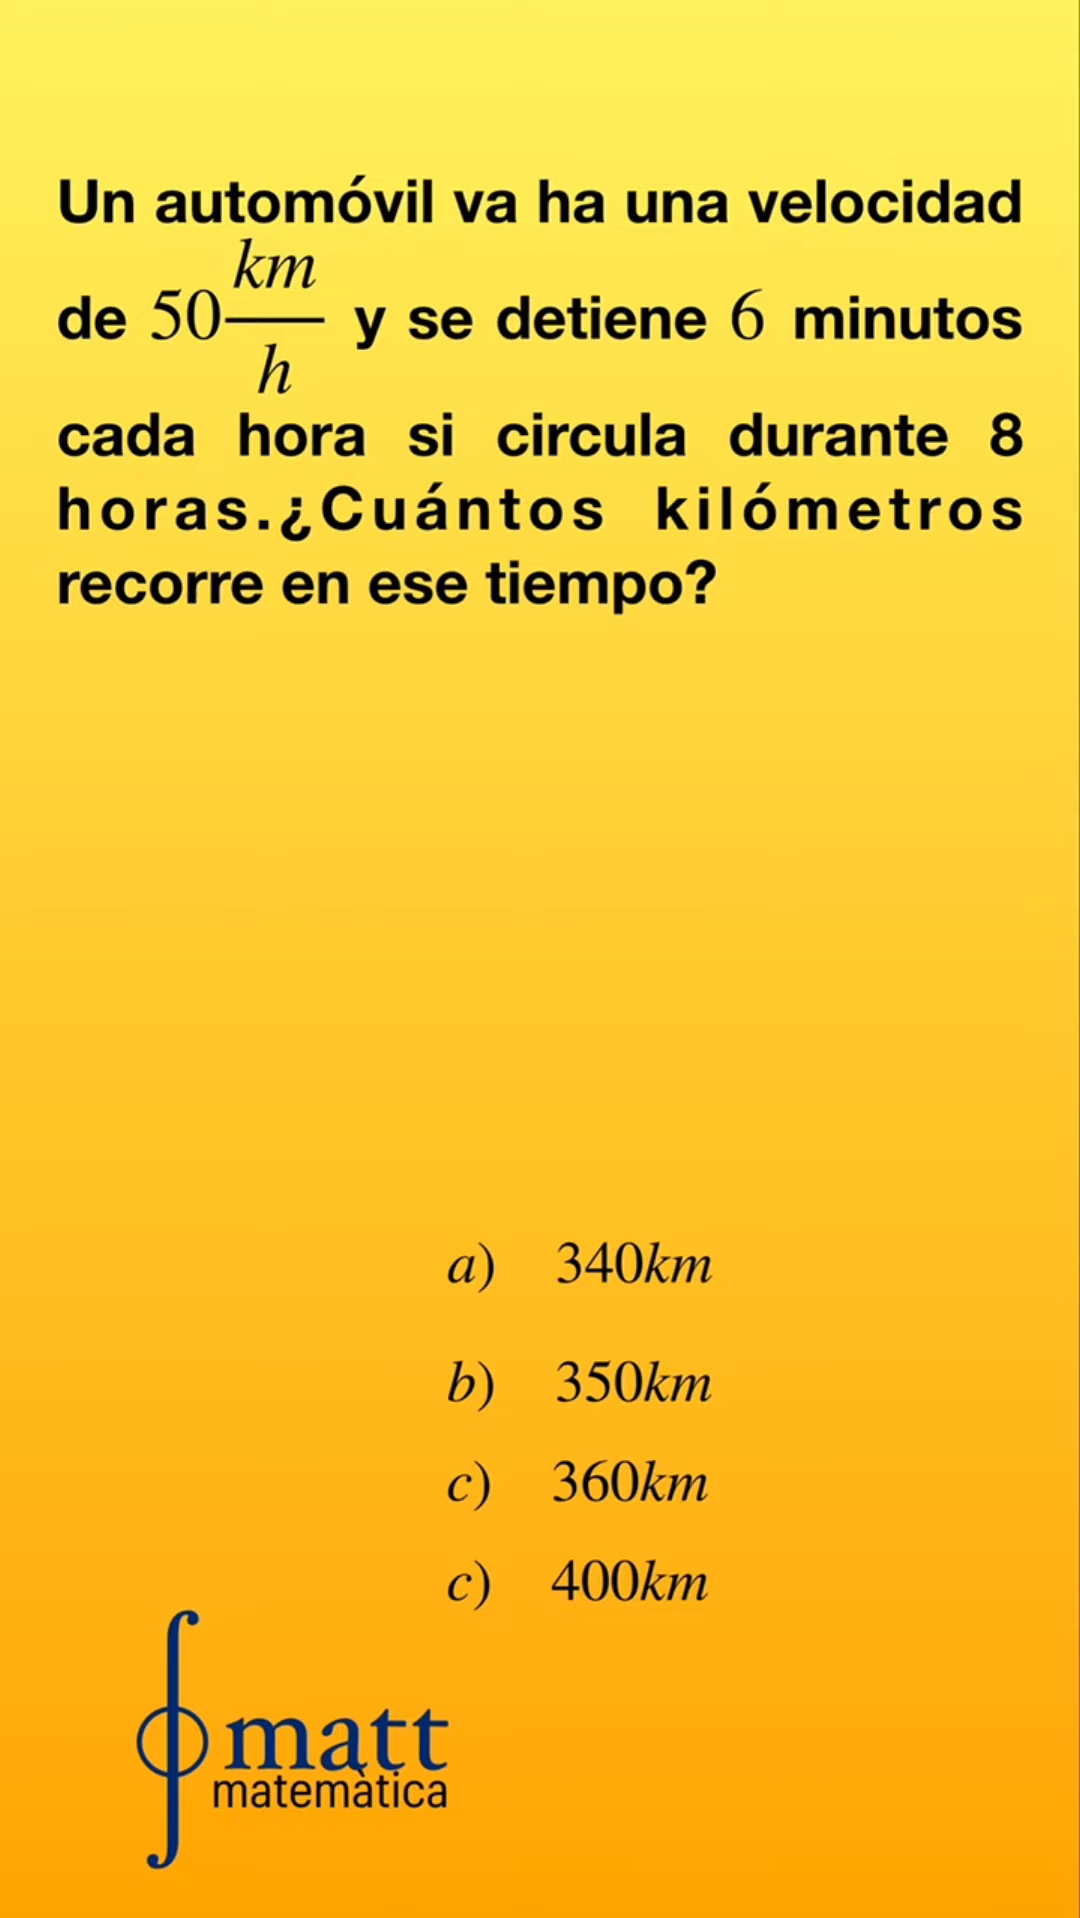 Un automóvil va ha una velocidad
de 50 km/h y se detiene 6 minutos
cada hora si circula durante 8
horas.¿Cuántos kilómetros
recorre en ese tiempo?
a) 340km
b) 350km
c) 360km
c) 400km
matt
matemàtica